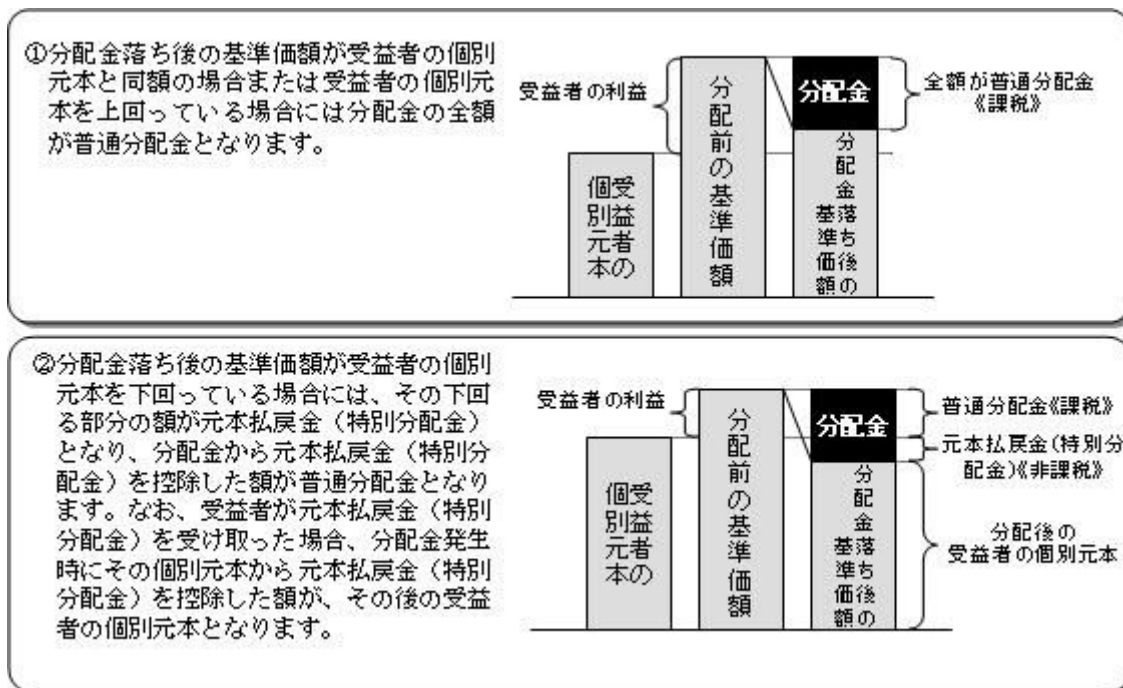 ①分配金落ち後の基準価額が受益者の個別
元本と同額の場合または受益者の個別元
本を上回っている場合には分配金の全額
が普通分配金となります。
受益者の利益
受益者の
個別元本
分配前の基準価額
分配金
分配金落ち後の
基準価額
全額が普通分配金
《課税》
②分配金落ち後の基準価額が受益者の個別
元本を下回っている場合には、その下回
る部分の額が元本払戻金（特別分配金）
となり、分配金から元本払戻金（特別分
配金）を控除した額が普通分配金となり
ます。なお、受益者が元本払戻金（特別
分配金）を受け取った場合、分配金発生
時にその個別元本から元本払戻金（特別
分配金）を控除した額が、その後の受益
者の個別元本となります。
受益者の利益
受益者の
個別元本
分配前の基準価額
分配金
分配金落ち後の
基準価額
普通分配金《課税》
元本払戻金(特別分
配金)《非課税》
分配後の
受益者の個別元本